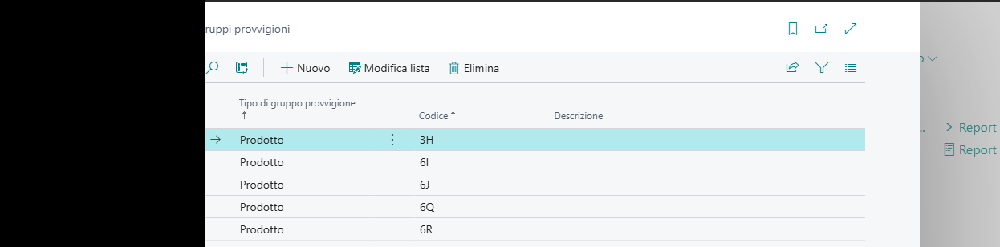 ruppi provvigioni
Nuovo Modifica lista Elimina
Tipo di gruppo provvigione ↑ Codice ↑ Descrizione
→ Prodotto ⋮ 3H
Prodotto 6I
Prodotto 6J
Prodotto 6Q
Prodotto 6R
... > Report
Report